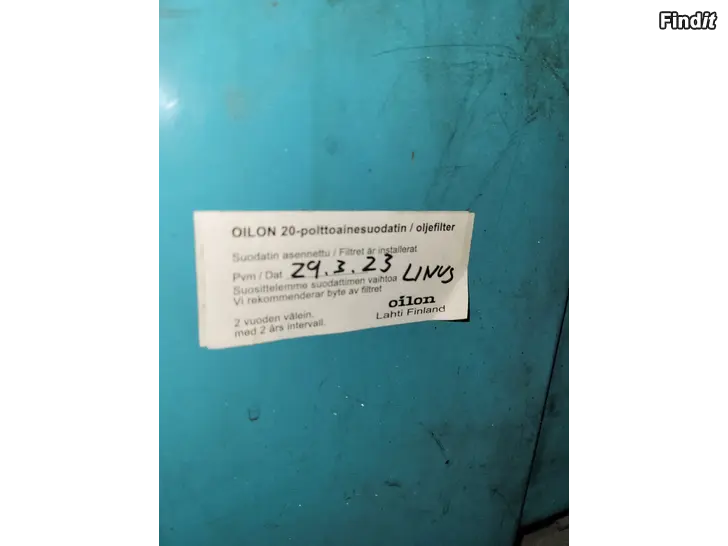 Findit
OILON 20-polttoainesuodatin / oljefilter
Suodatin asennettu / Filtret är installerat
Pvm / Dat 29.3.23 LINUS
Suosittelemme suodattimen vaihtoa
Vi rekommenderar byte av filtret
oilon
2 vuoden välein.
med 2 års intervall.
Lahti Finland